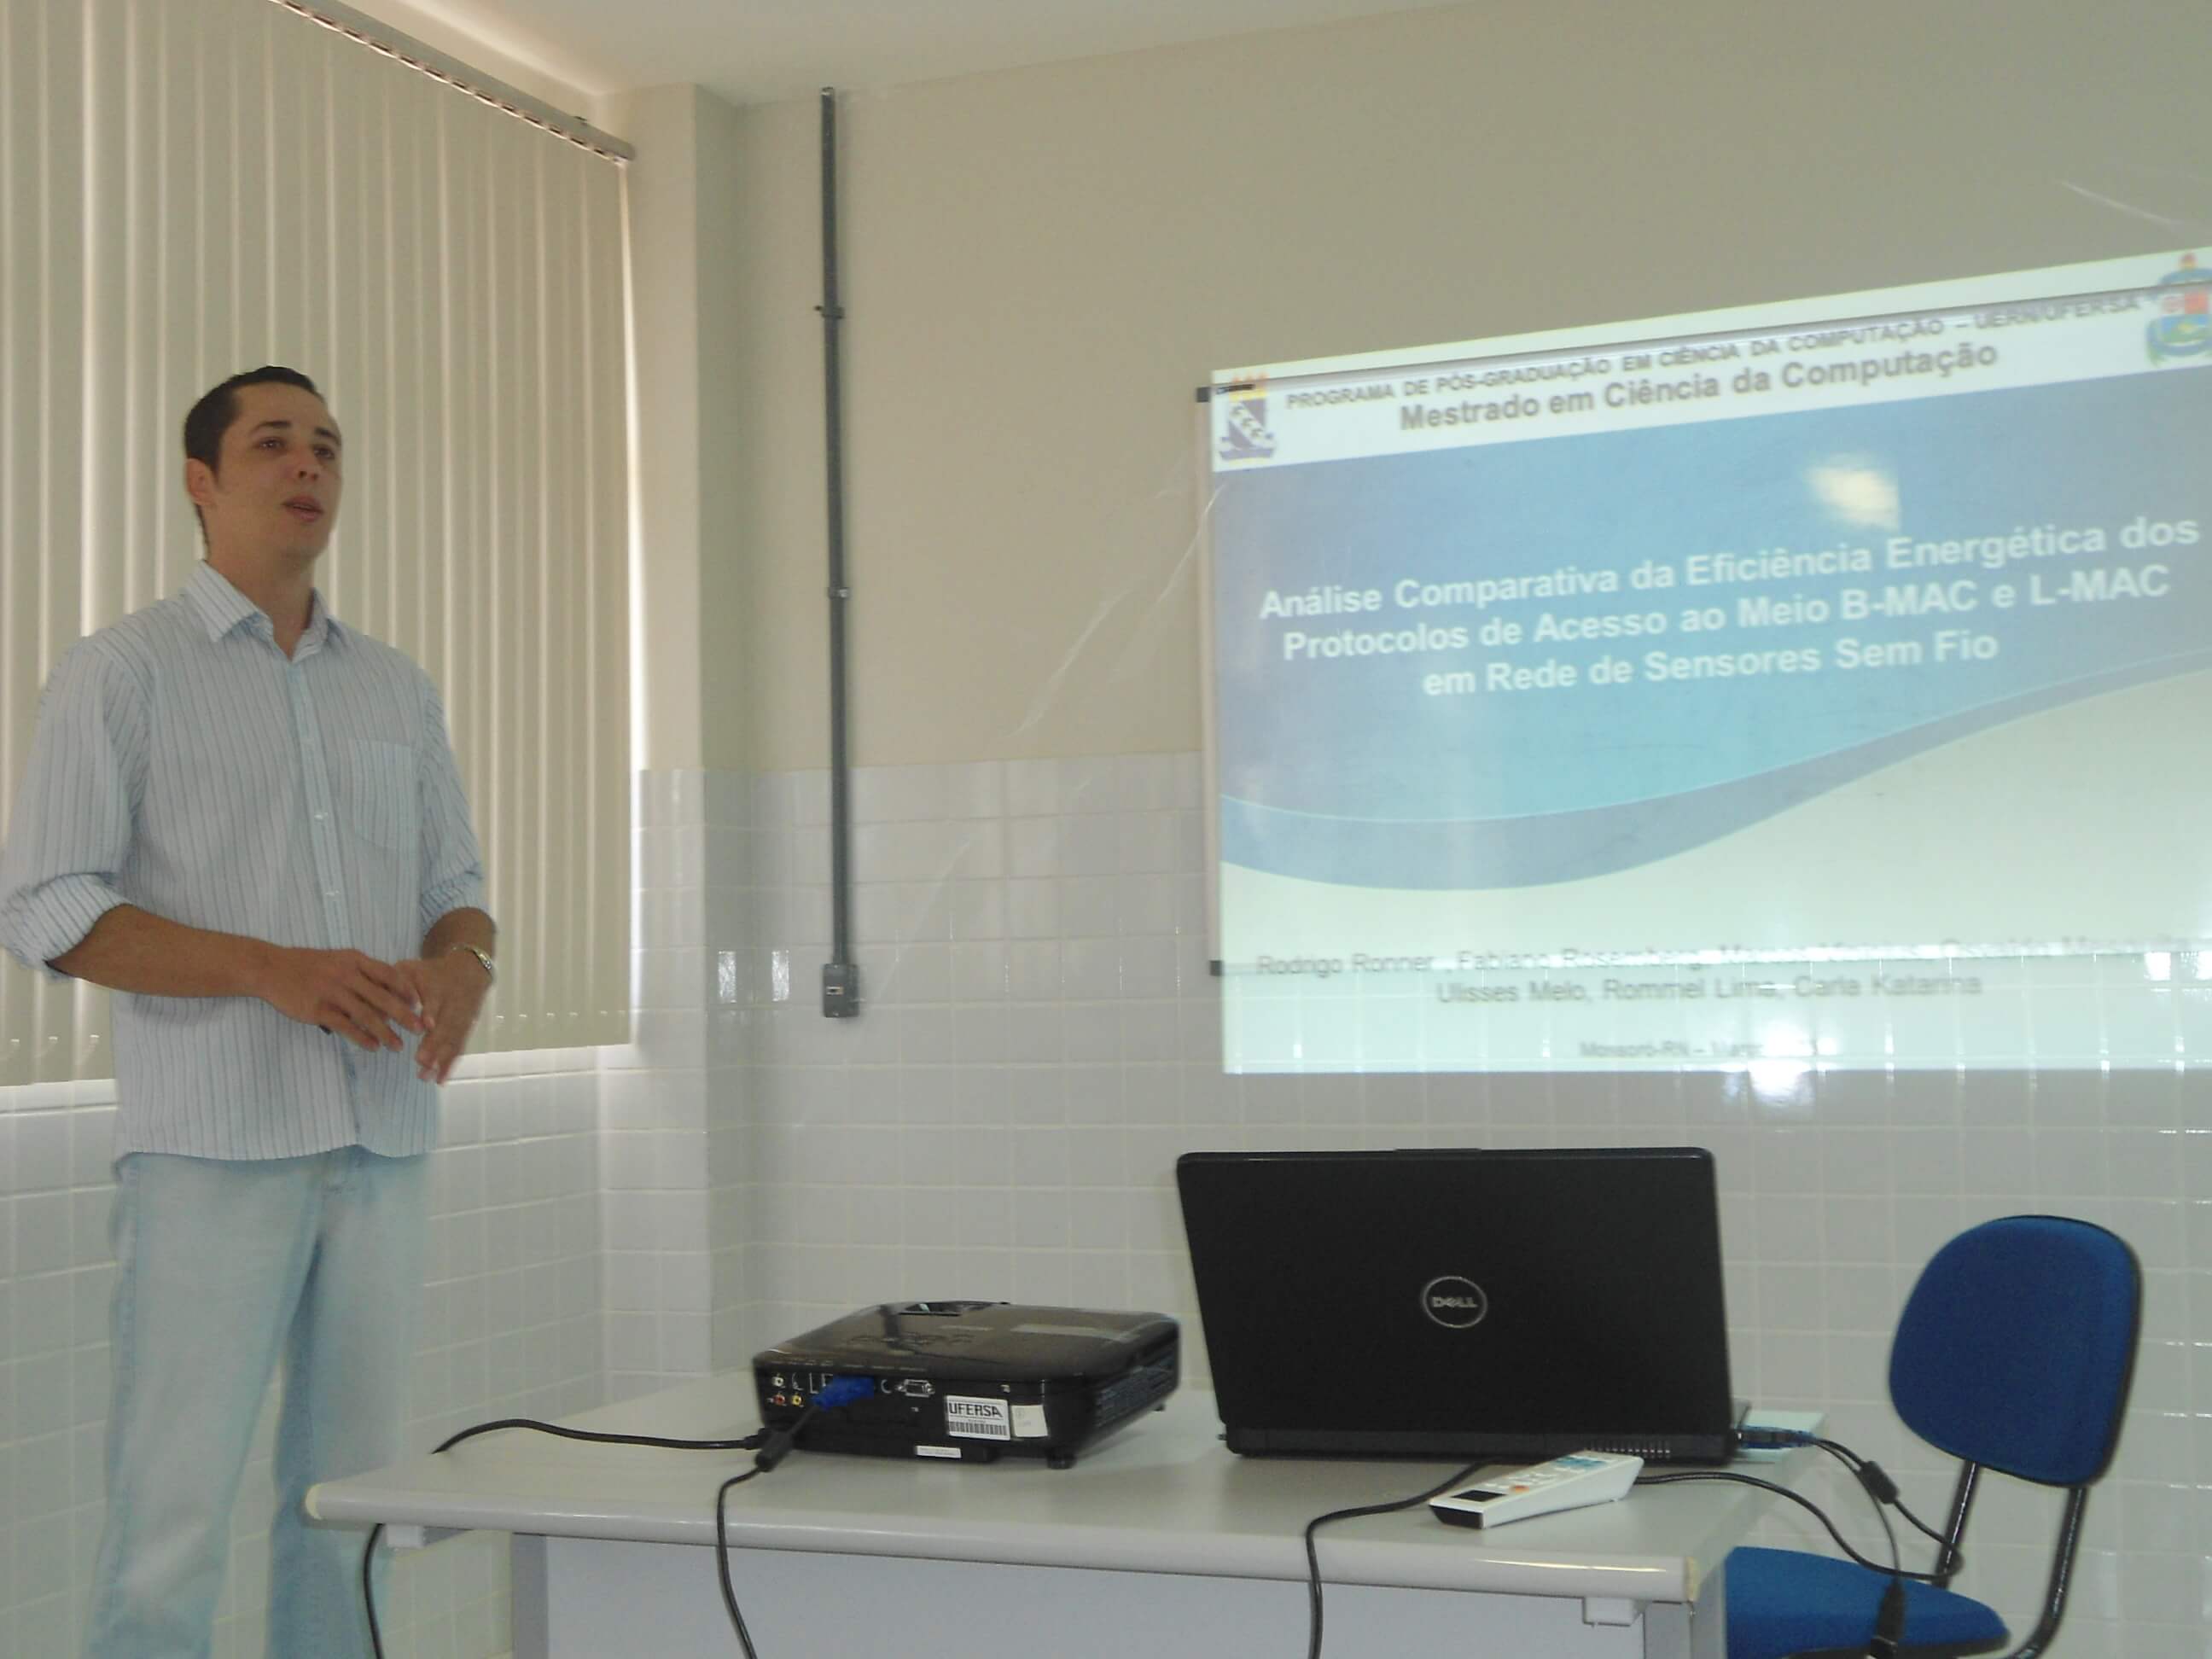 PROGRAMA DE PÓS-GRADUAÇÃO EM CIÊNCIA DA COMPUTAÇÃO – UERN/UFERSA
Mestrado em Ciência da Computação
Análise Comparativa da Eficiência Energética dos
Protocolos de Acesso ao Meio B-MAC e L-MAC
em Rede de Sensores Sem Fio
Rodrigo Ronner, Fabiano Rosemberg,
Ulisses Melo, Rommel Lima, Carla Katarina
Mossoró-RN –
DELL
UFERSA